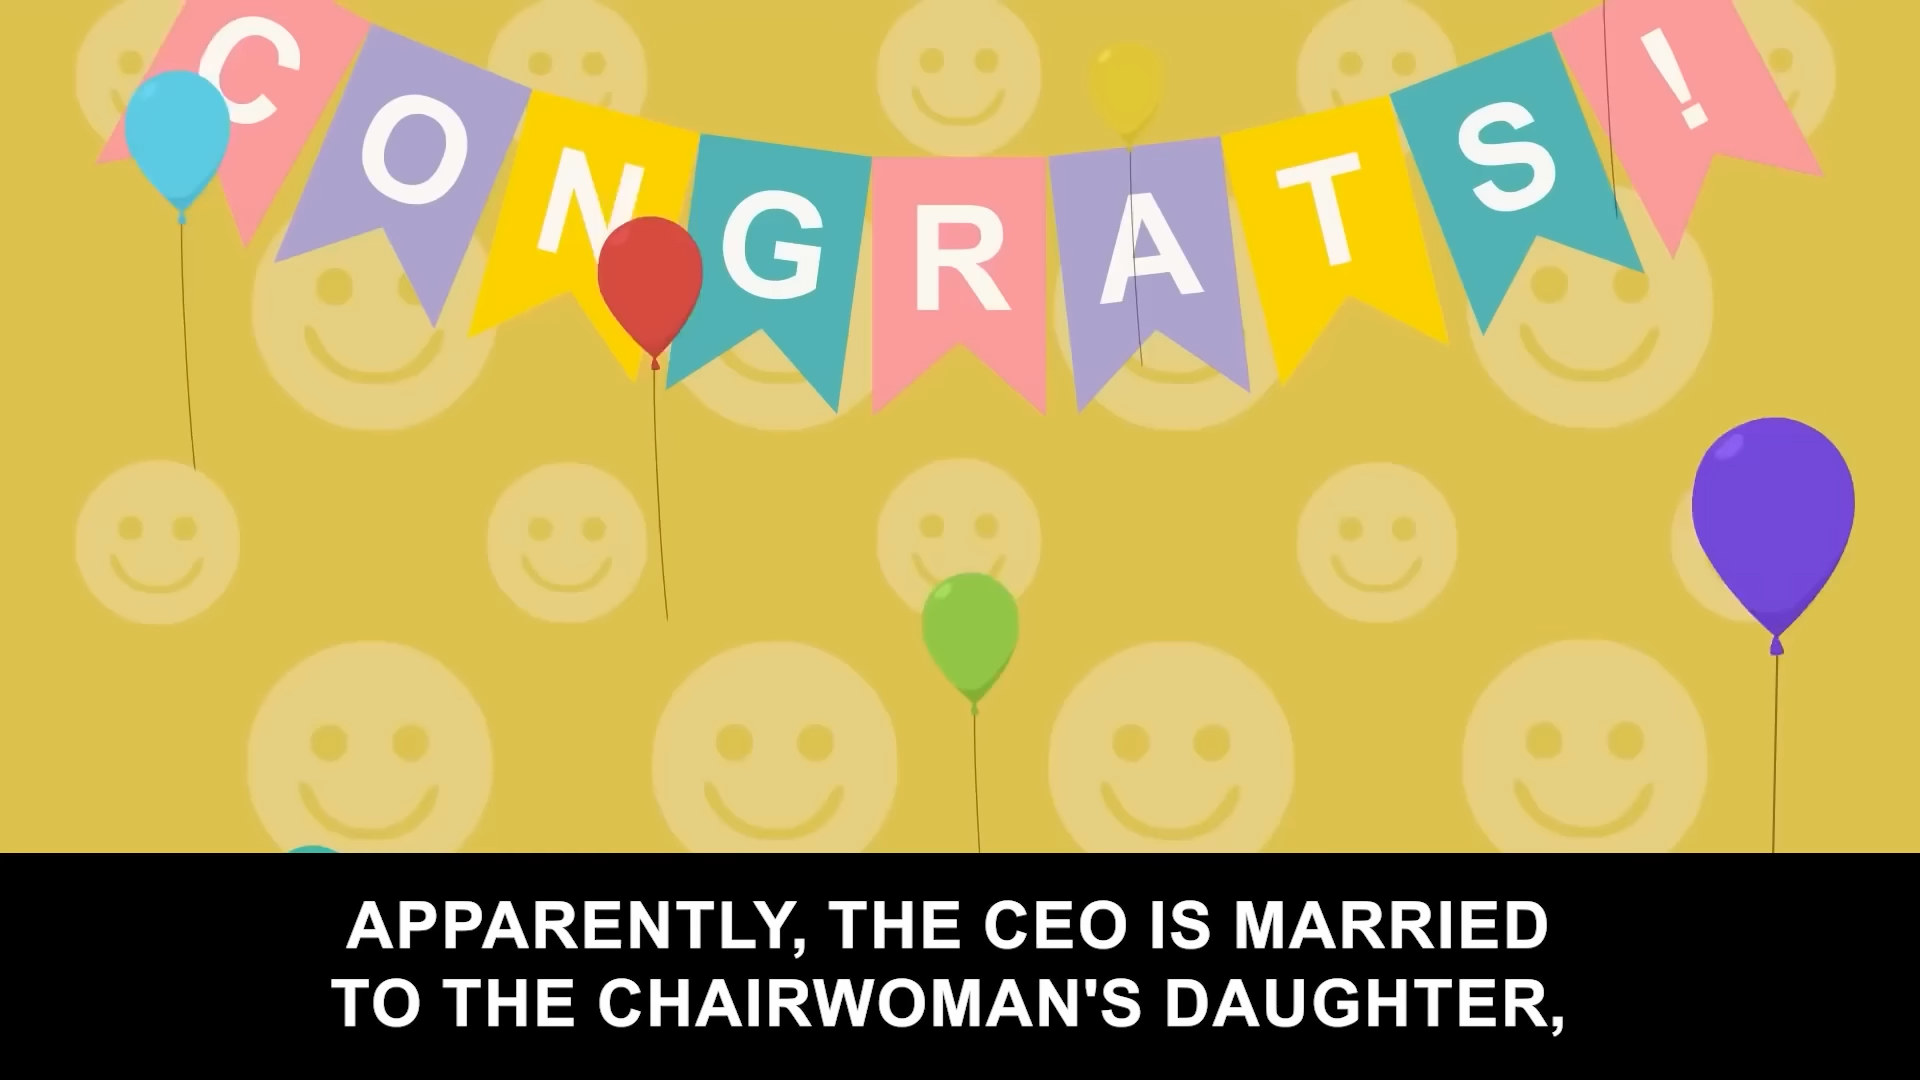 CONGRATS!
APPARENTLY, THE CEO IS MARRIED
TO THE CHAIRWOMAN'S DAUGHTER,